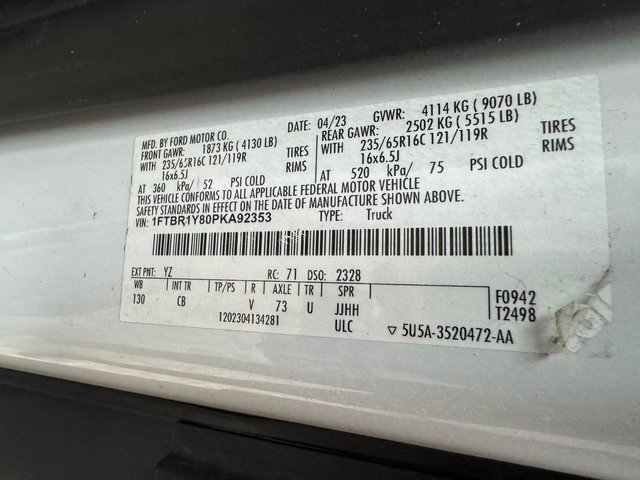 MFD. BY FORD MOTOR CO. DATE: 04/23 GVWR: 4114 KG ( 9070 LB)
FRONT GAWR: 1873 KG ( 4130 LB) REAR GAWR: 2502 KG ( 5515 LB)
WITH 235/65R16C 121/119R TIRES WITH 235/65R16C 121/119R TIRES
16x6.5J RIMS 16x6.5J RIMS
AT 360 kPa/ 52 PSI COLD AT 520 kPa/ 75 PSI COLD
THIS VEHICLE CONFORMS TO ALL APPLICABLE FEDERAL MOTOR VEHICLE
SAFETY STANDARDS IN EFFECT ON THE DATE OF MANUFACTURE SHOWN ABOVE.
VIN: 1FTBR1Y80PKA92353 TYPE: Truck
EXT PNT: YZ RC: 71 DSO: 2328
WB INT TR TP/PS R AXLE TR SPR F0942
130 CB V 73 U JJHH T2498
1202304134281 ULC ▽ 5U5A-3520472-AA